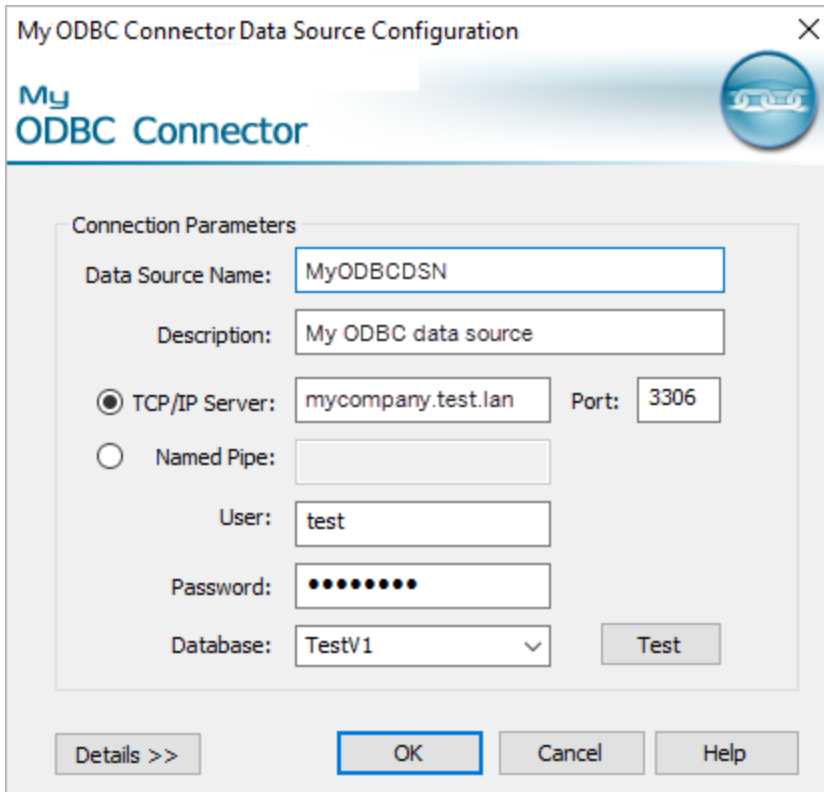 My ODBC Connector Data Source Configuration
My
ODBC Connector
Connection Parameters
Data Source Name: MyODBCDSN
Description: My ODBC data source
TCP/IP Server: mycompany.test.lan Port: 3306
Named Pipe:
User: test
Password: ••••••••
Database: TestV1 Test
Details >> OK Cancel Help